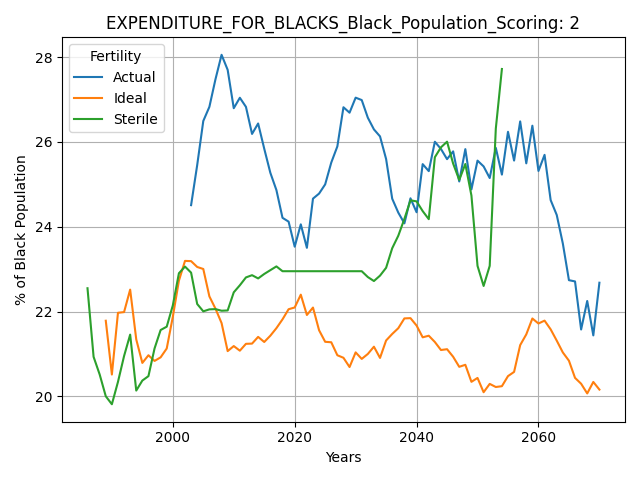 EXPENDITURE_FOR_BLACKS_Black_Population_Scoring: 2
Fertility
Actual
Ideal
Sterile
% of Black Population
28
26
24
22
20
2000 2020 2040 2060
Years